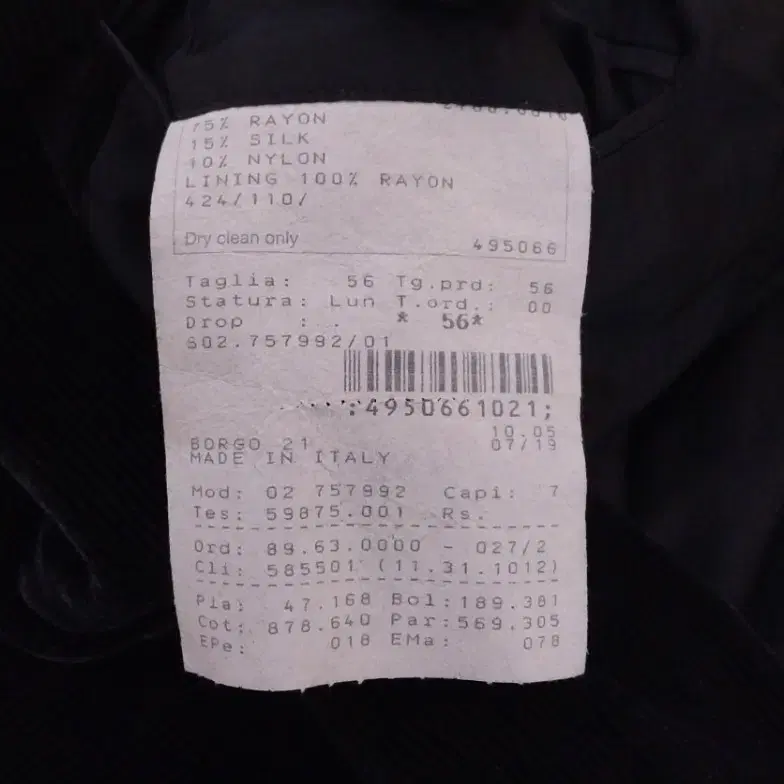 75% RAYON
15% SILK
10% NYLON
LINING 100% RAYON
424/110/
Dry clean only 495066
Taglia: 56 Tg.prd: 56
Statura: Lun T.ord.: 00
Drop : . * 56*
602.757992/01
:4950661021;
10.05
BORGO 21 07/19
MADE IN ITALY
Mod: 02 757992 Capi: 7
Tes: 59875.001 Rs.
Ord: 89.63.0000 - 027/2
Cli: 585501 (11.31.1012)
Pla: 47.168 Bol:189.381
Cot: 878.640 Par:569.305
EPe: 018 EMa: 078